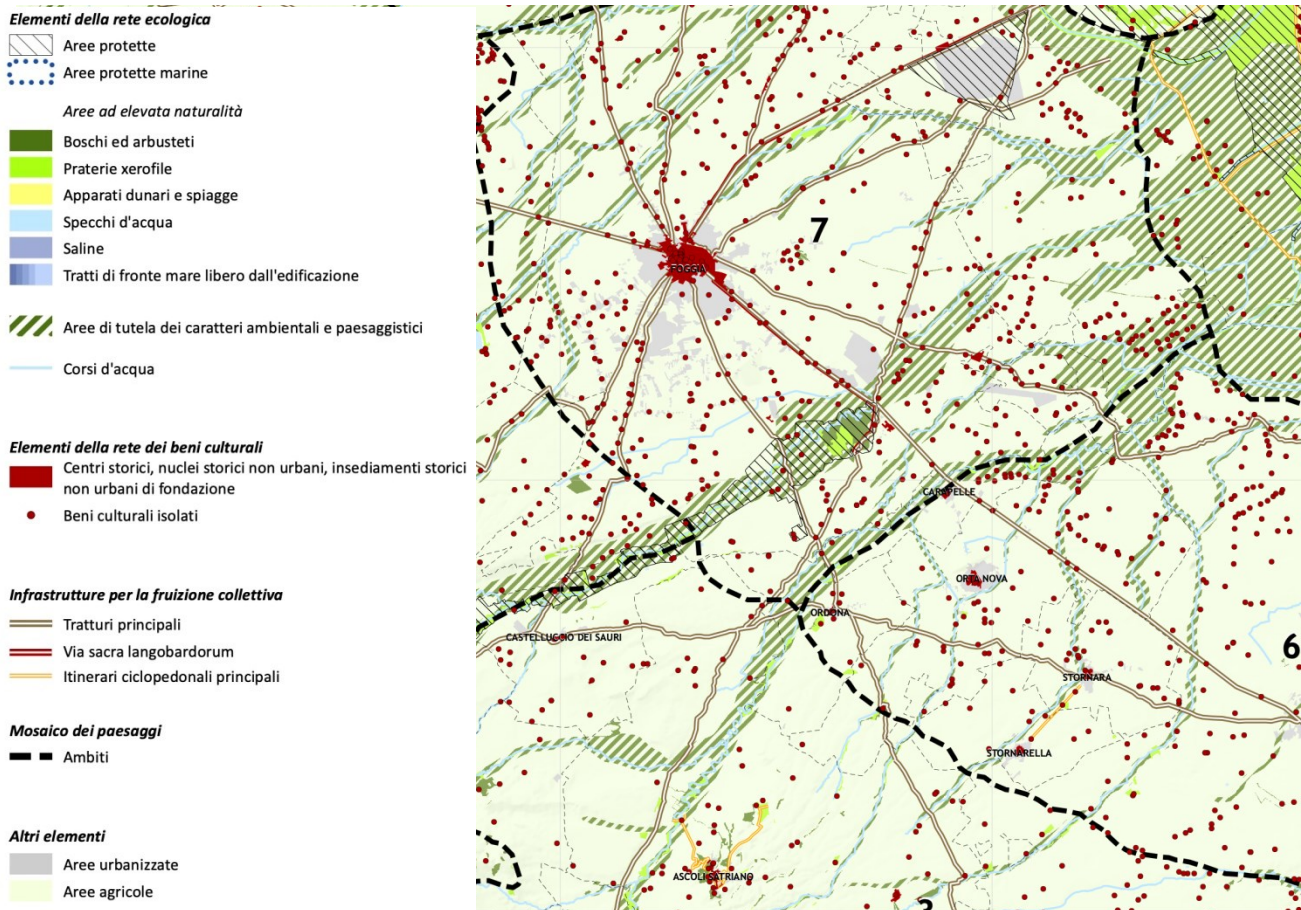 Elementi della rete ecologica
Aree protette
Aree protette marine
Aree ad elevata naturalità
Boschi ed arbusteti
Praterie xerofile
Apparati dunari e spiagge
Specchi d'acqua
Saline
Tratti di fronte mare libero dall'edificazione
Aree di tutela dei caratteri ambientali e paesaggistici
Corsi d'acqua
Elementi della rete dei beni culturali
Centri storici, nuclei storici non urbani, insediamenti storici
non urbani di fondazione
Beni culturali isolati
Infrastrutture per la fruizione collettiva
Tratturi principali
Via sacra langobardorum
Itinerari ciclopedonali principali
Mosaico dei paesaggi
Ambiti
Altri elementi
Aree urbanizzate
Aree agricole
7
FOGGIA
CARAPELLE
ORTA NOVA
ORDONA
CASTELLUCCIO DEI SAURI
6
STORNARA
STORNARELLA
ASCOLI SATRIANO
3